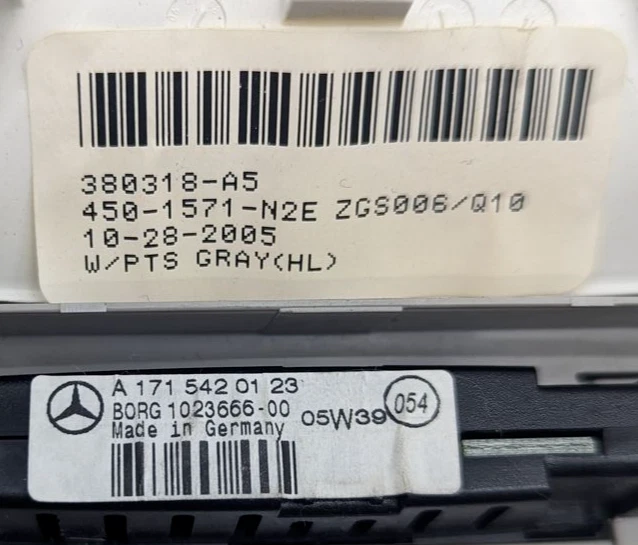 380318-A5
450-1571-N2E ZGS006/Q10
10-28-2005
W/PTS GRAY(HL)
A 171 542 01 23
BORG 1023666-00 05W39 054
Made in Germany